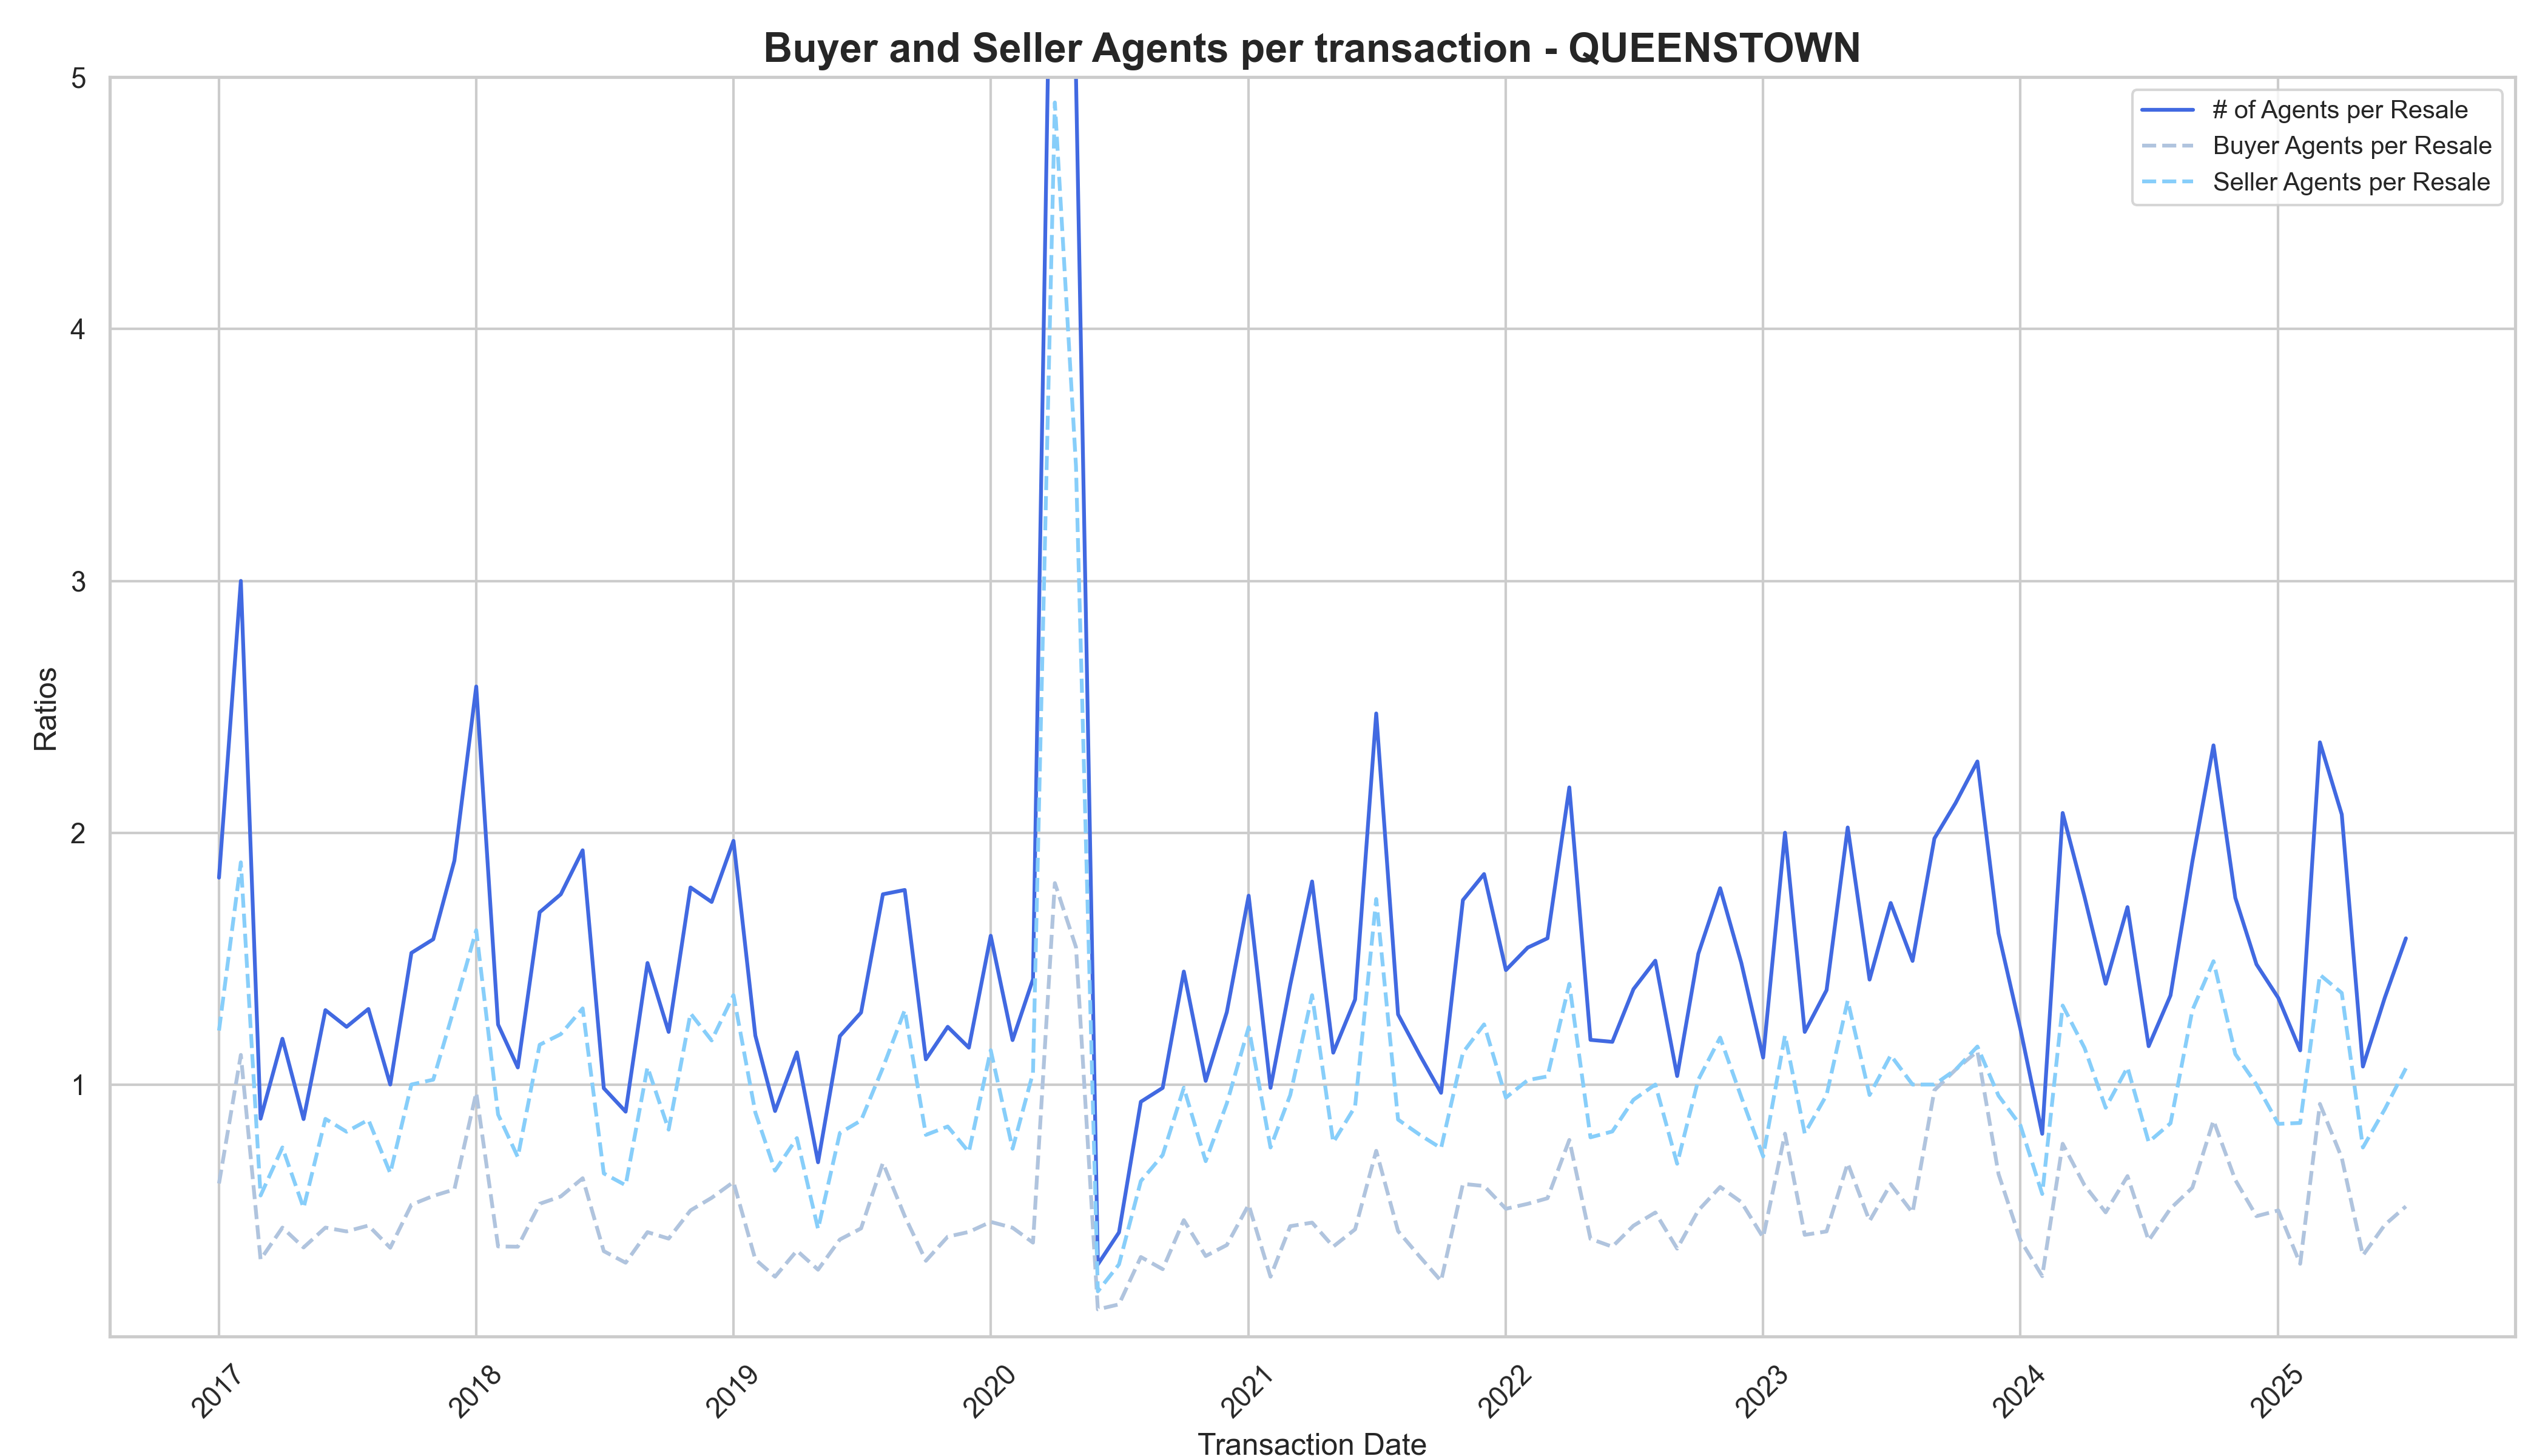 Buyer and Seller Agents per transaction - QUEENSTOWN
# of Agents per Resale
Buyer Agents per Resale
Seller Agents per Resale
Ratios
5
4
3
2
1
2017
2018
2019
2020
2021
2022
2023
2024
2025
Transaction Date